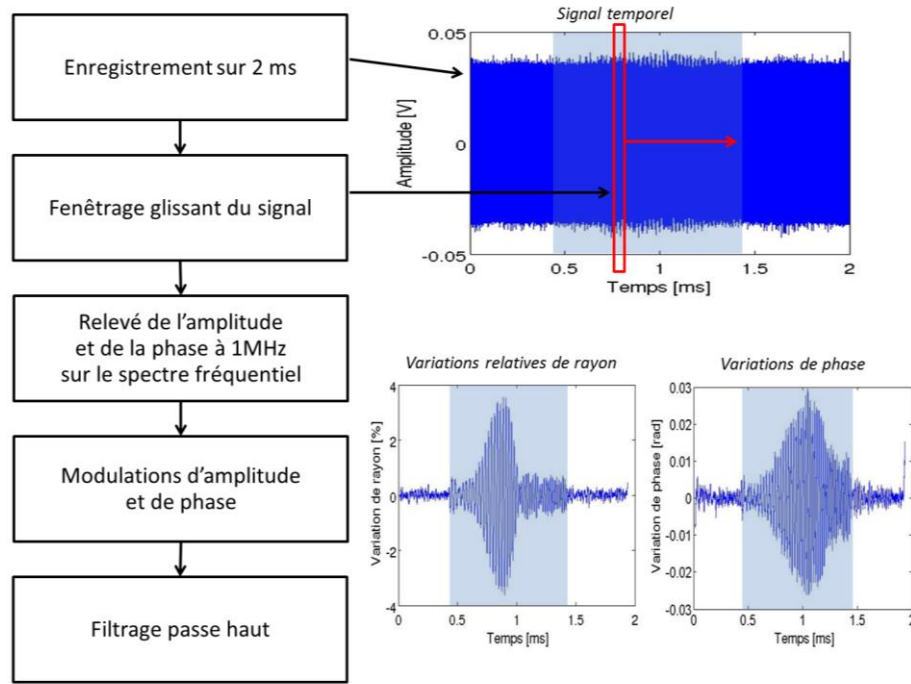 Enregistrement sur 2 ms
Fenêtrage glissant du signal
Relevé de l'amplitude
et de la phase à 1MHz
sur le spectre fréquentiel
Modulations d'amplitude
et de phase
Filtrage passe haut
Signal temporel
Amplitude [V]
0.05
0
-0.05
0 0.5 1 1.5 2
Temps [ms]
Variations relatives de rayon
Variation de rayon [%]
4
2
0
-2
-4
0 0.5 1 1.5 2
Temps [ms]
Variations de phase
Variation de phase [rad]
0.03
0.02
0.01
0
-0.01
-0.02
-0.03
0 0.5 1 1.5 2
Temps [ms]